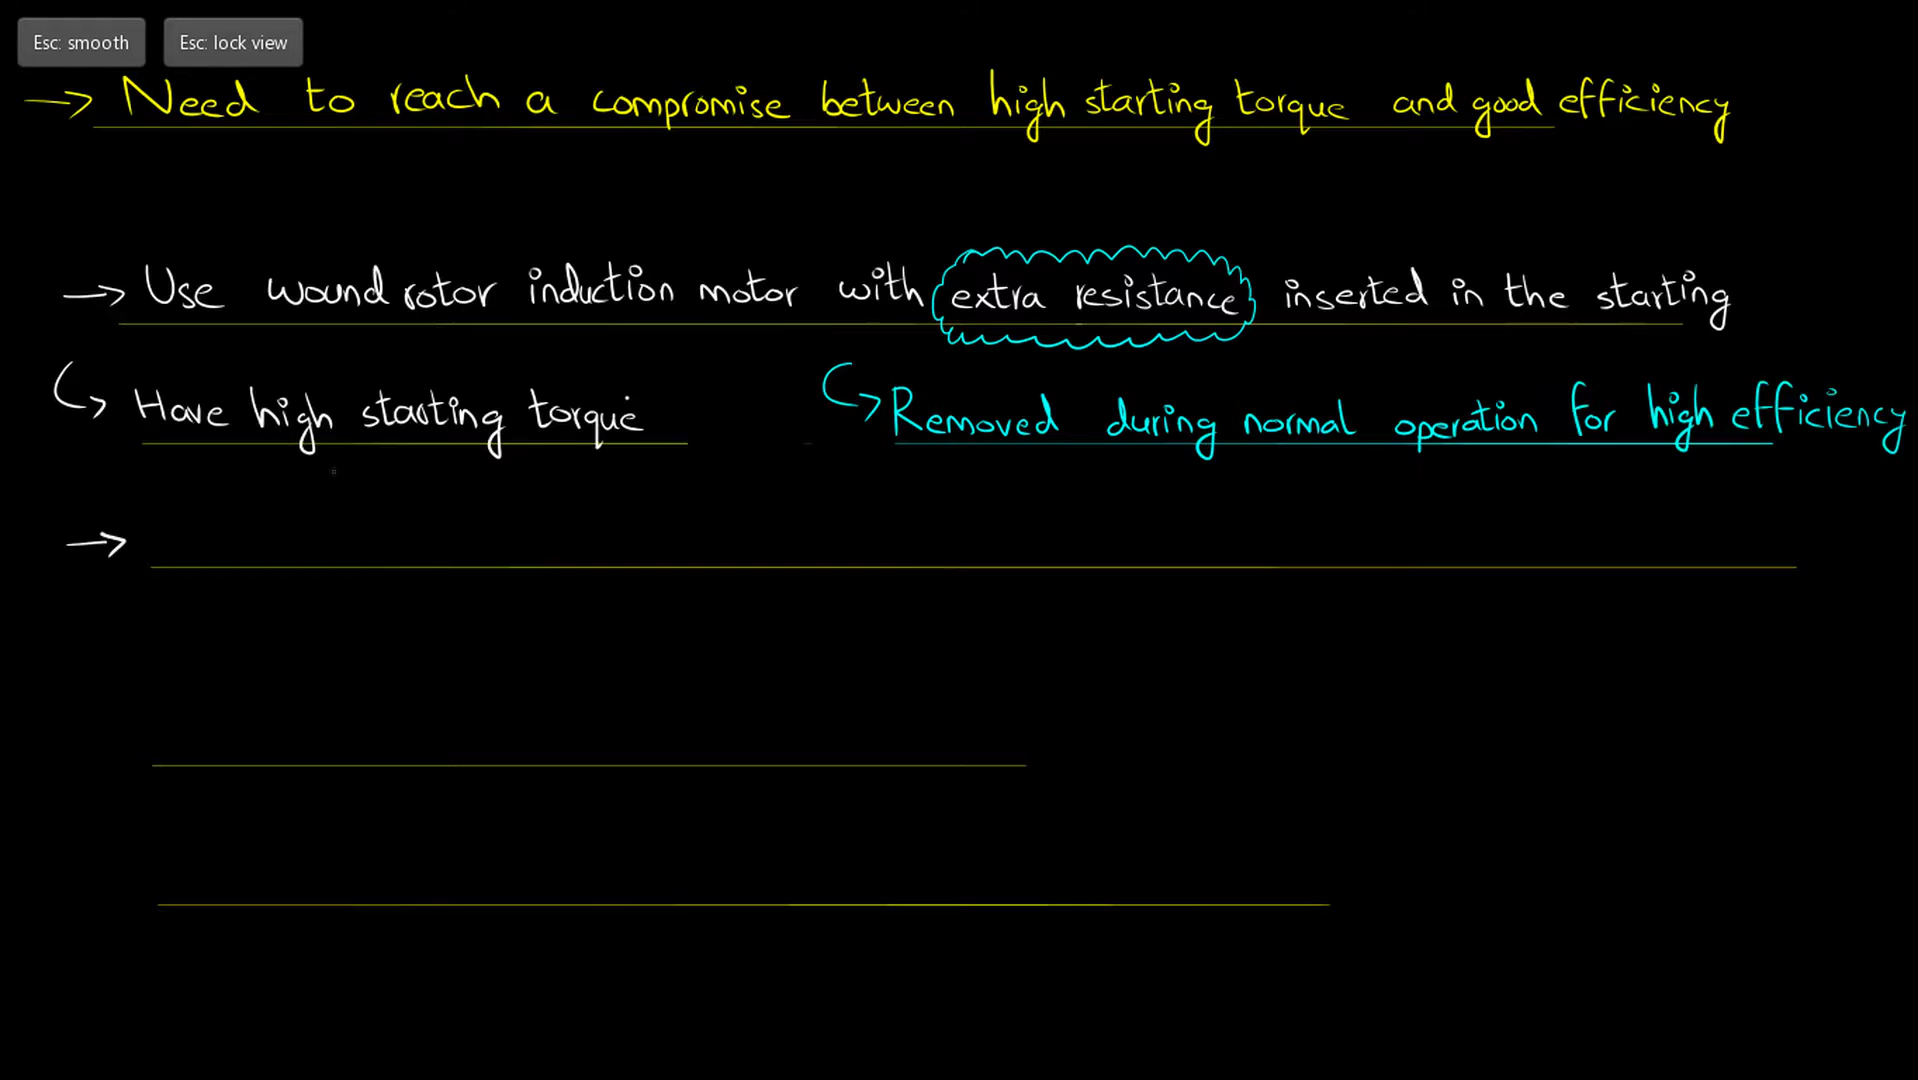 Esc: smooth Esc: lock view
→ Need to reach a compromise between high starting torque and good efficiency
→ Use wound rotor induction motor with extra resistance inserted in the starting
↳ Have high starting torque ↳ Removed during normal operation for high efficiency
→